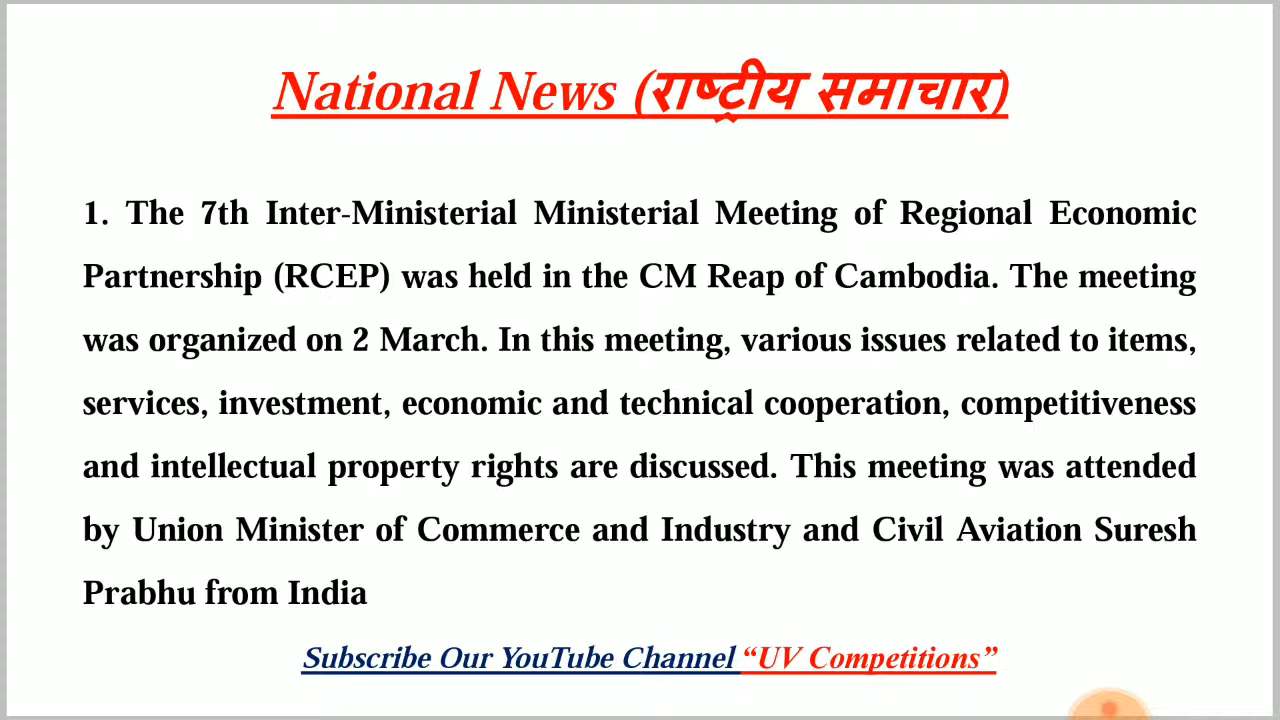 National News (राष्ट्रीय समाचार)
1. The 7th Inter-Ministerial Ministerial Meeting of Regional Economic
Partnership (RCEP) was held in the CM Reap of Cambodia. The meeting
was organized on 2 March. In this meeting, various issues related to items,
services, investment, economic and technical cooperation, competitiveness
and intellectual property rights are discussed. This meeting was attended
by Union Minister of Commerce and Industry and Civil Aviation Suresh
Prabhu from India
Subscribe Our YouTube Channel “UV Competitions”